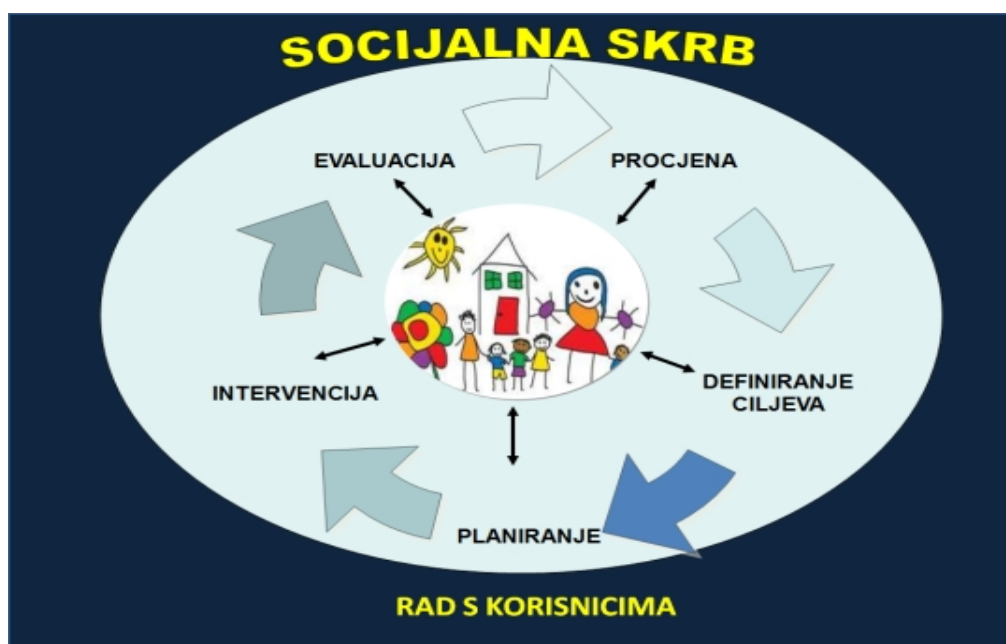 SOCIJALNA SKRB
EVALUACIJA
PROCJENA
INTERVENCIJA
DEFINIRANJE
CILJEVA
PLANIRANJE
RAD S KORISNICIMA